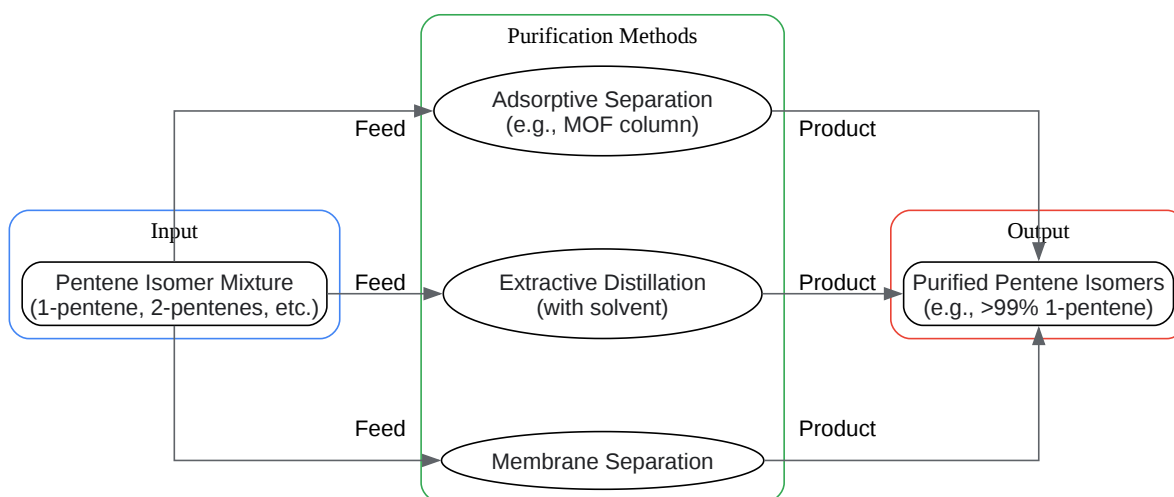 Purification Methods
Adsorptive Separation
(e.g., MOF column)
Feed
Product
Input
Output
Pentene Isomer Mixture
(1-pentene, 2-pentenes, etc.)
Feed
Extractive Distillation
(with solvent)
Product
Purified Pentene Isomers
(e.g., >99% 1-pentene)
Feed
Product
Membrane Separation